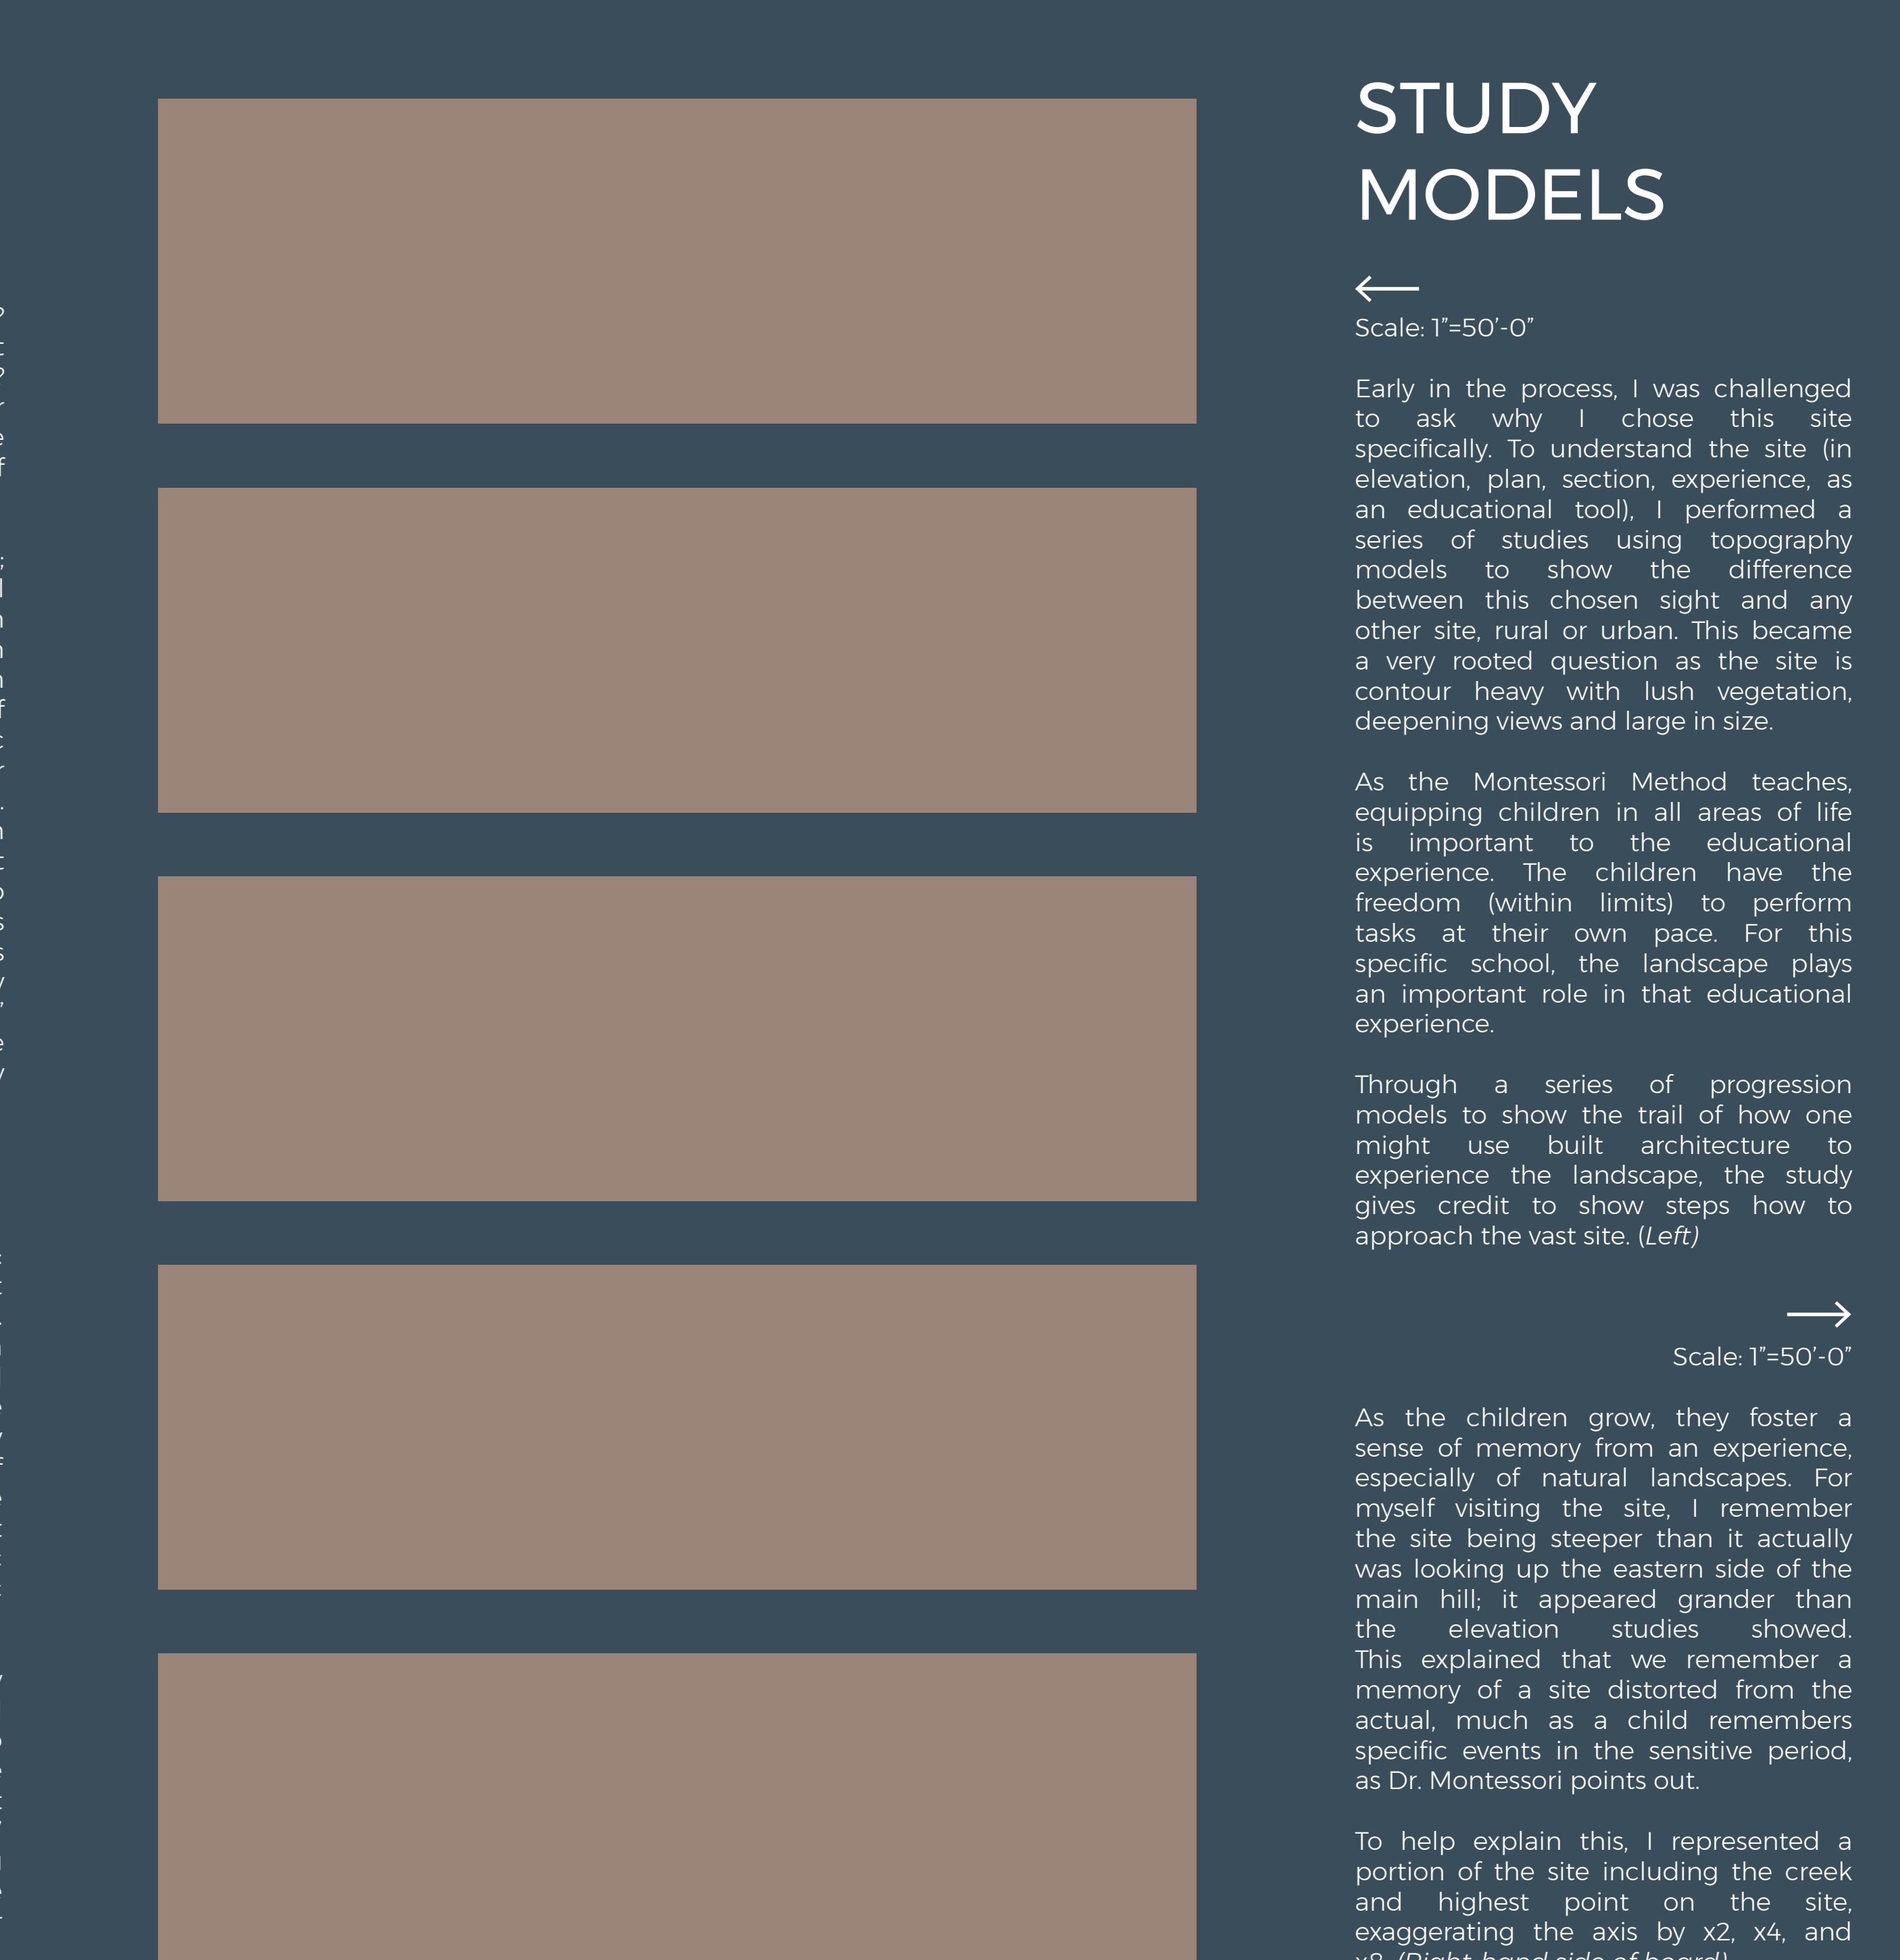 STUDY
MODELS
Scale: 1”=50’-0”
Early in the process, I was challenged
to ask why I chose this site
specifically. To understand the site (in
elevation, plan, section, experience, as
an educational tool), I performed a
series of studies using topography
models to show the difference
between this chosen sight and any
other site, rural or urban. This became
a very rooted question as the site is
contour heavy with lush vegetation,
deepening views and large in size.
As the Montessori Method teaches,
equipping children in all areas of life
is important to the educational
experience. The children have the
freedom (within limits) to perform
tasks at their own pace. For this
specific school, the landscape plays
an important role in that educational
experience.
Through a series of progression
models to show the trail of how one
might use built architecture to
experience the landscape, the study
gives credit to show steps how to
approach the vast site. (Left)
Scale: 1”=50’-0”
As the children grow, they foster a
sense of memory from an experience,
especially of natural landscapes. For
myself visiting the site, I remember
the site being steeper than it actually
was looking up the eastern side of the
main hill; it appeared grander than
the elevation studies showed.
This explained that we remember a
memory of a site distorted from the
actual, much as a child remembers
specific events in the sensitive period,
as Dr. Montessori points out.
To help explain this, I represented a
portion of the site including the creek
and highest point on the site,
exaggerating the axis by x2, x4, and
x8. (Right-hand side of board)